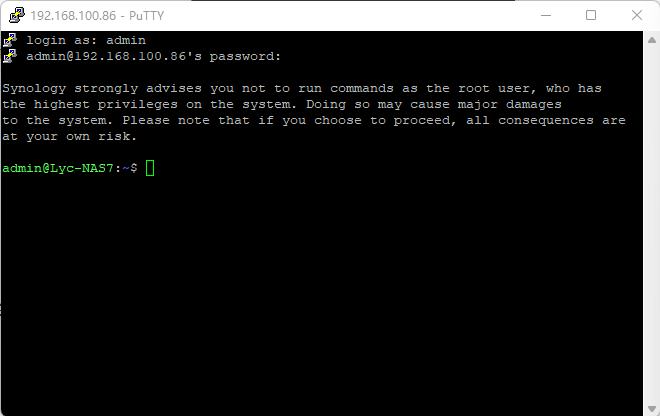 192.168.100.86 - PuTTY
login as: admin
admin@192.168.100.86's password:
Synology strongly advises you not to run commands as the root user, who has
the highest privileges on the system. Doing so may cause major damages
to the system. Please note that if you choose to proceed, all consequences are
at your own risk.
admin@Lyc-NAS7:~$